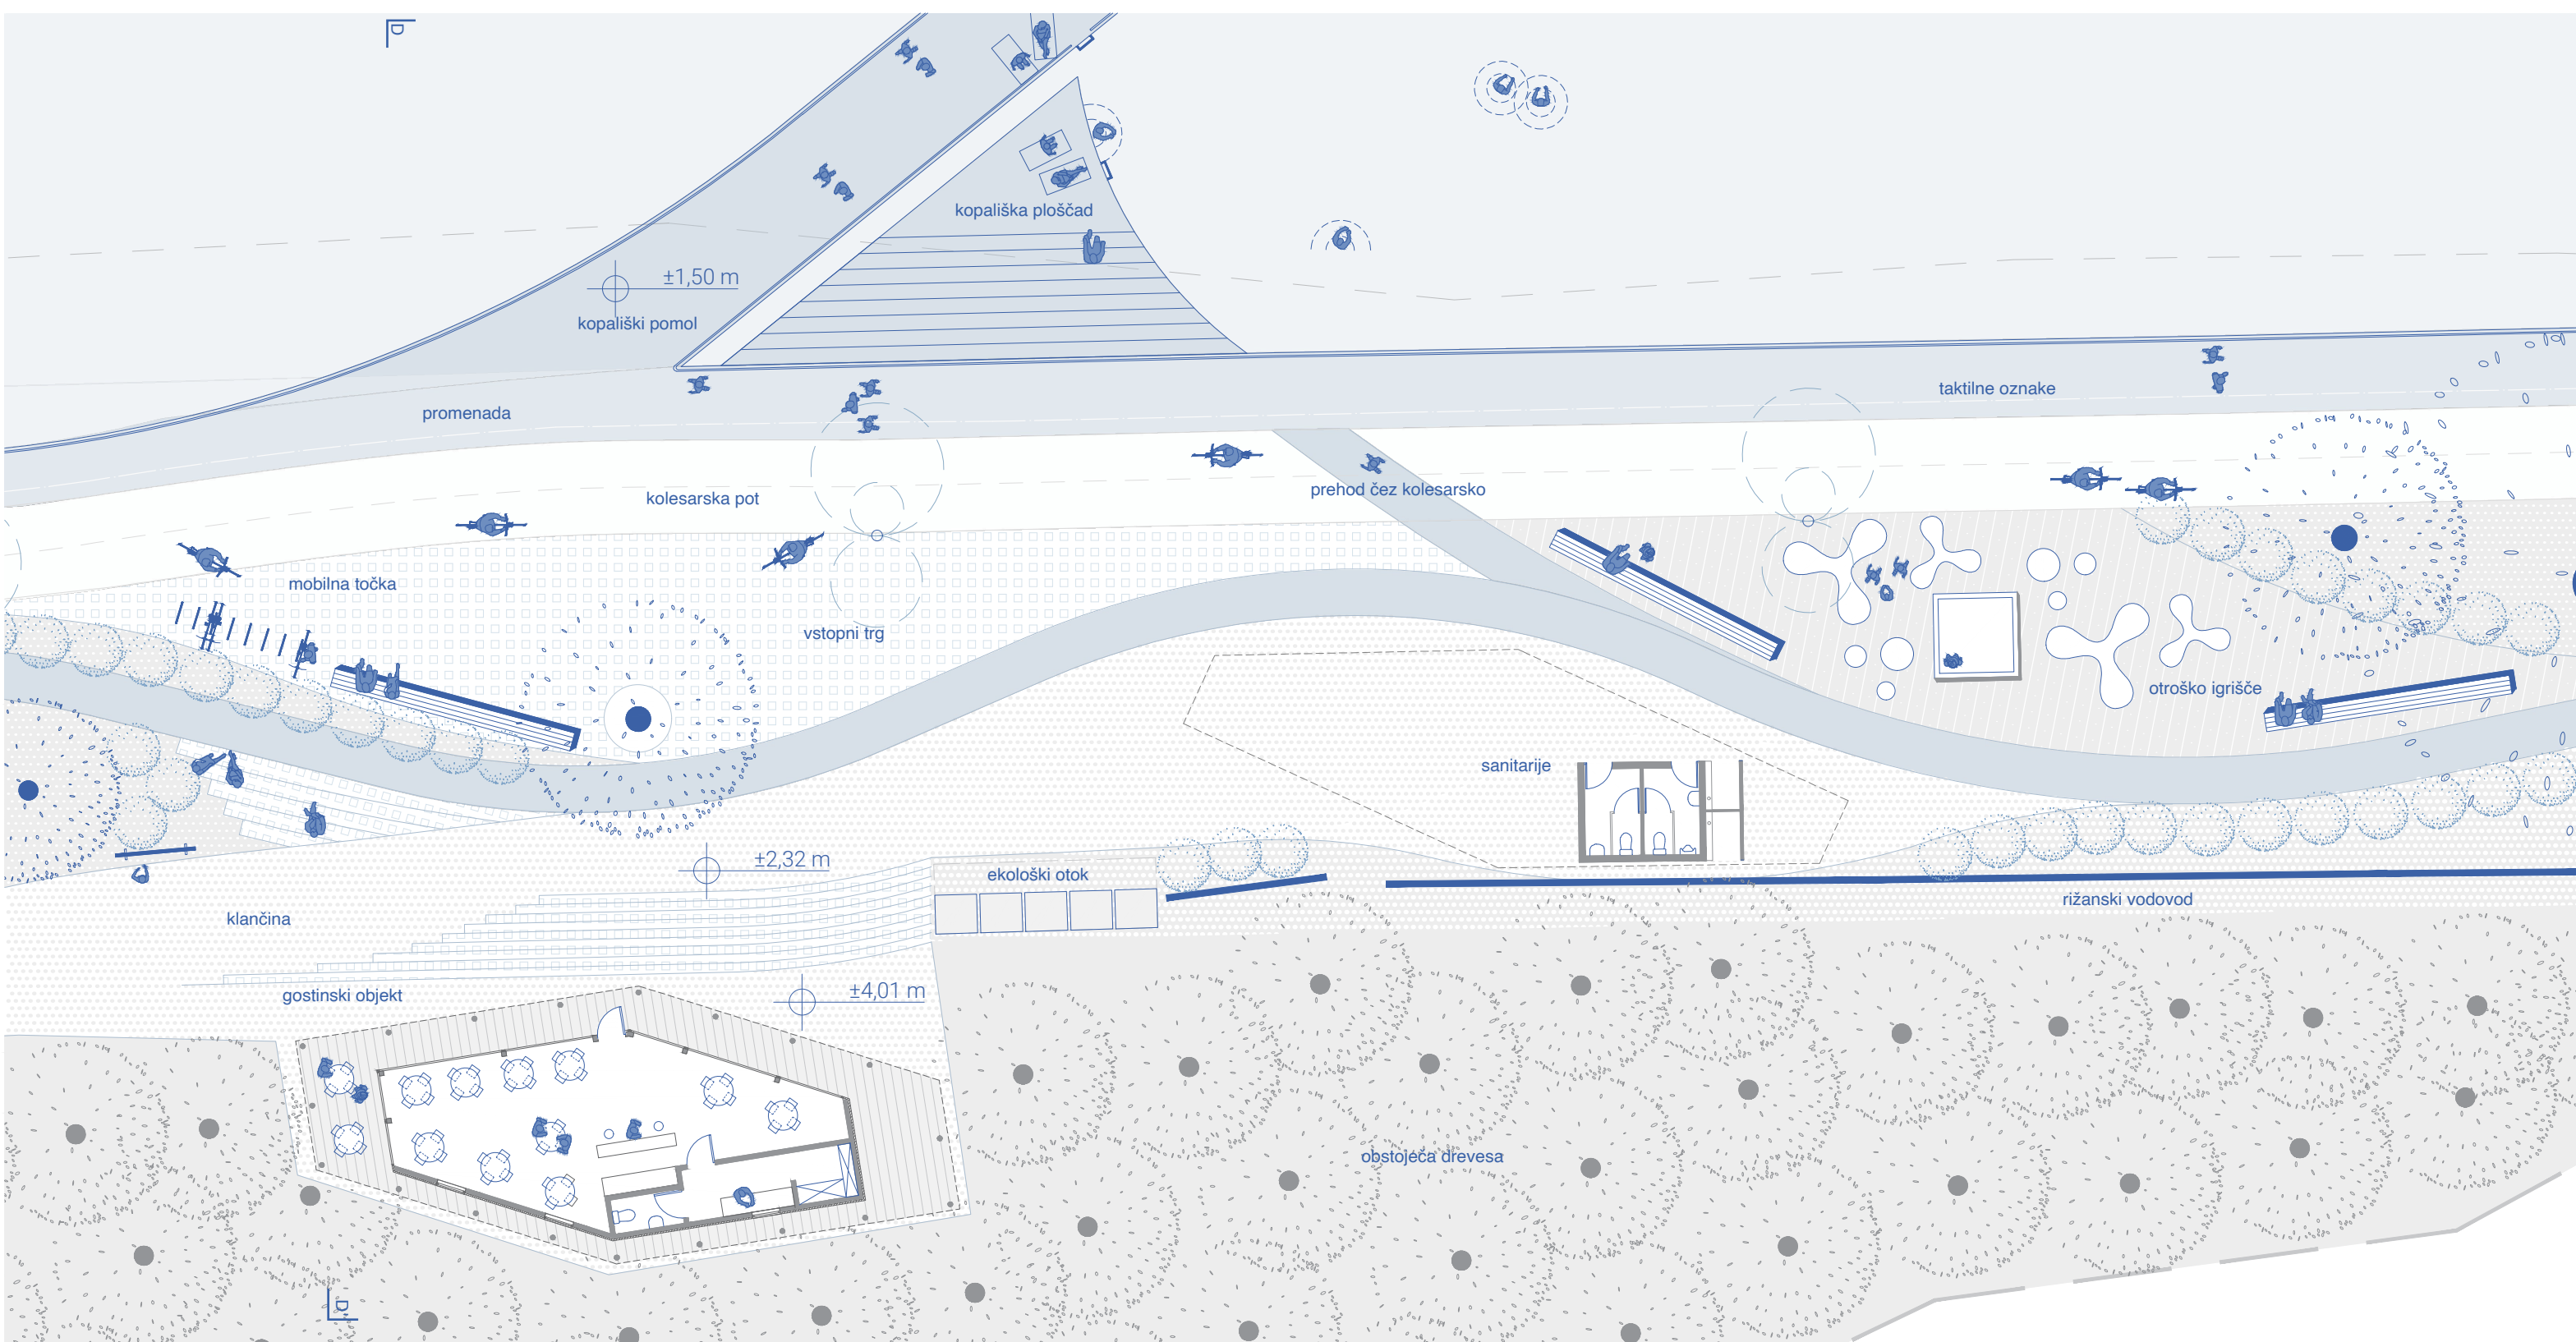 D
kopališka ploščad
±1,50 m
kopališki pomol
promenada
taktilne oznake
kolesarska pot
prehod čez kolesarsko
mobilna točka
vstopni trg
otroško igrišče
sanitarije
±2,32 m
ekološki otok
klančina
rižanski vodovod
gostinski objekt
±4,01 m
obstoječa drevesa
D'